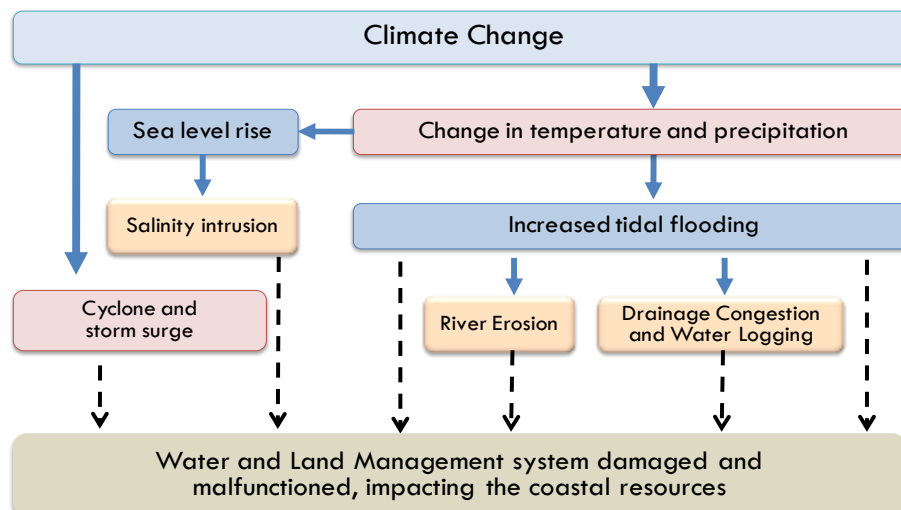 Climate Change
Sea level rise
Change in temperature and precipitation
Salinity intrusion
Increased tidal flooding
Cyclone and
storm surge
River Erosion
Drainage Congestion
and Water Logging
Water and Land Management system damaged and
malfunctioned, impacting the coastal resources